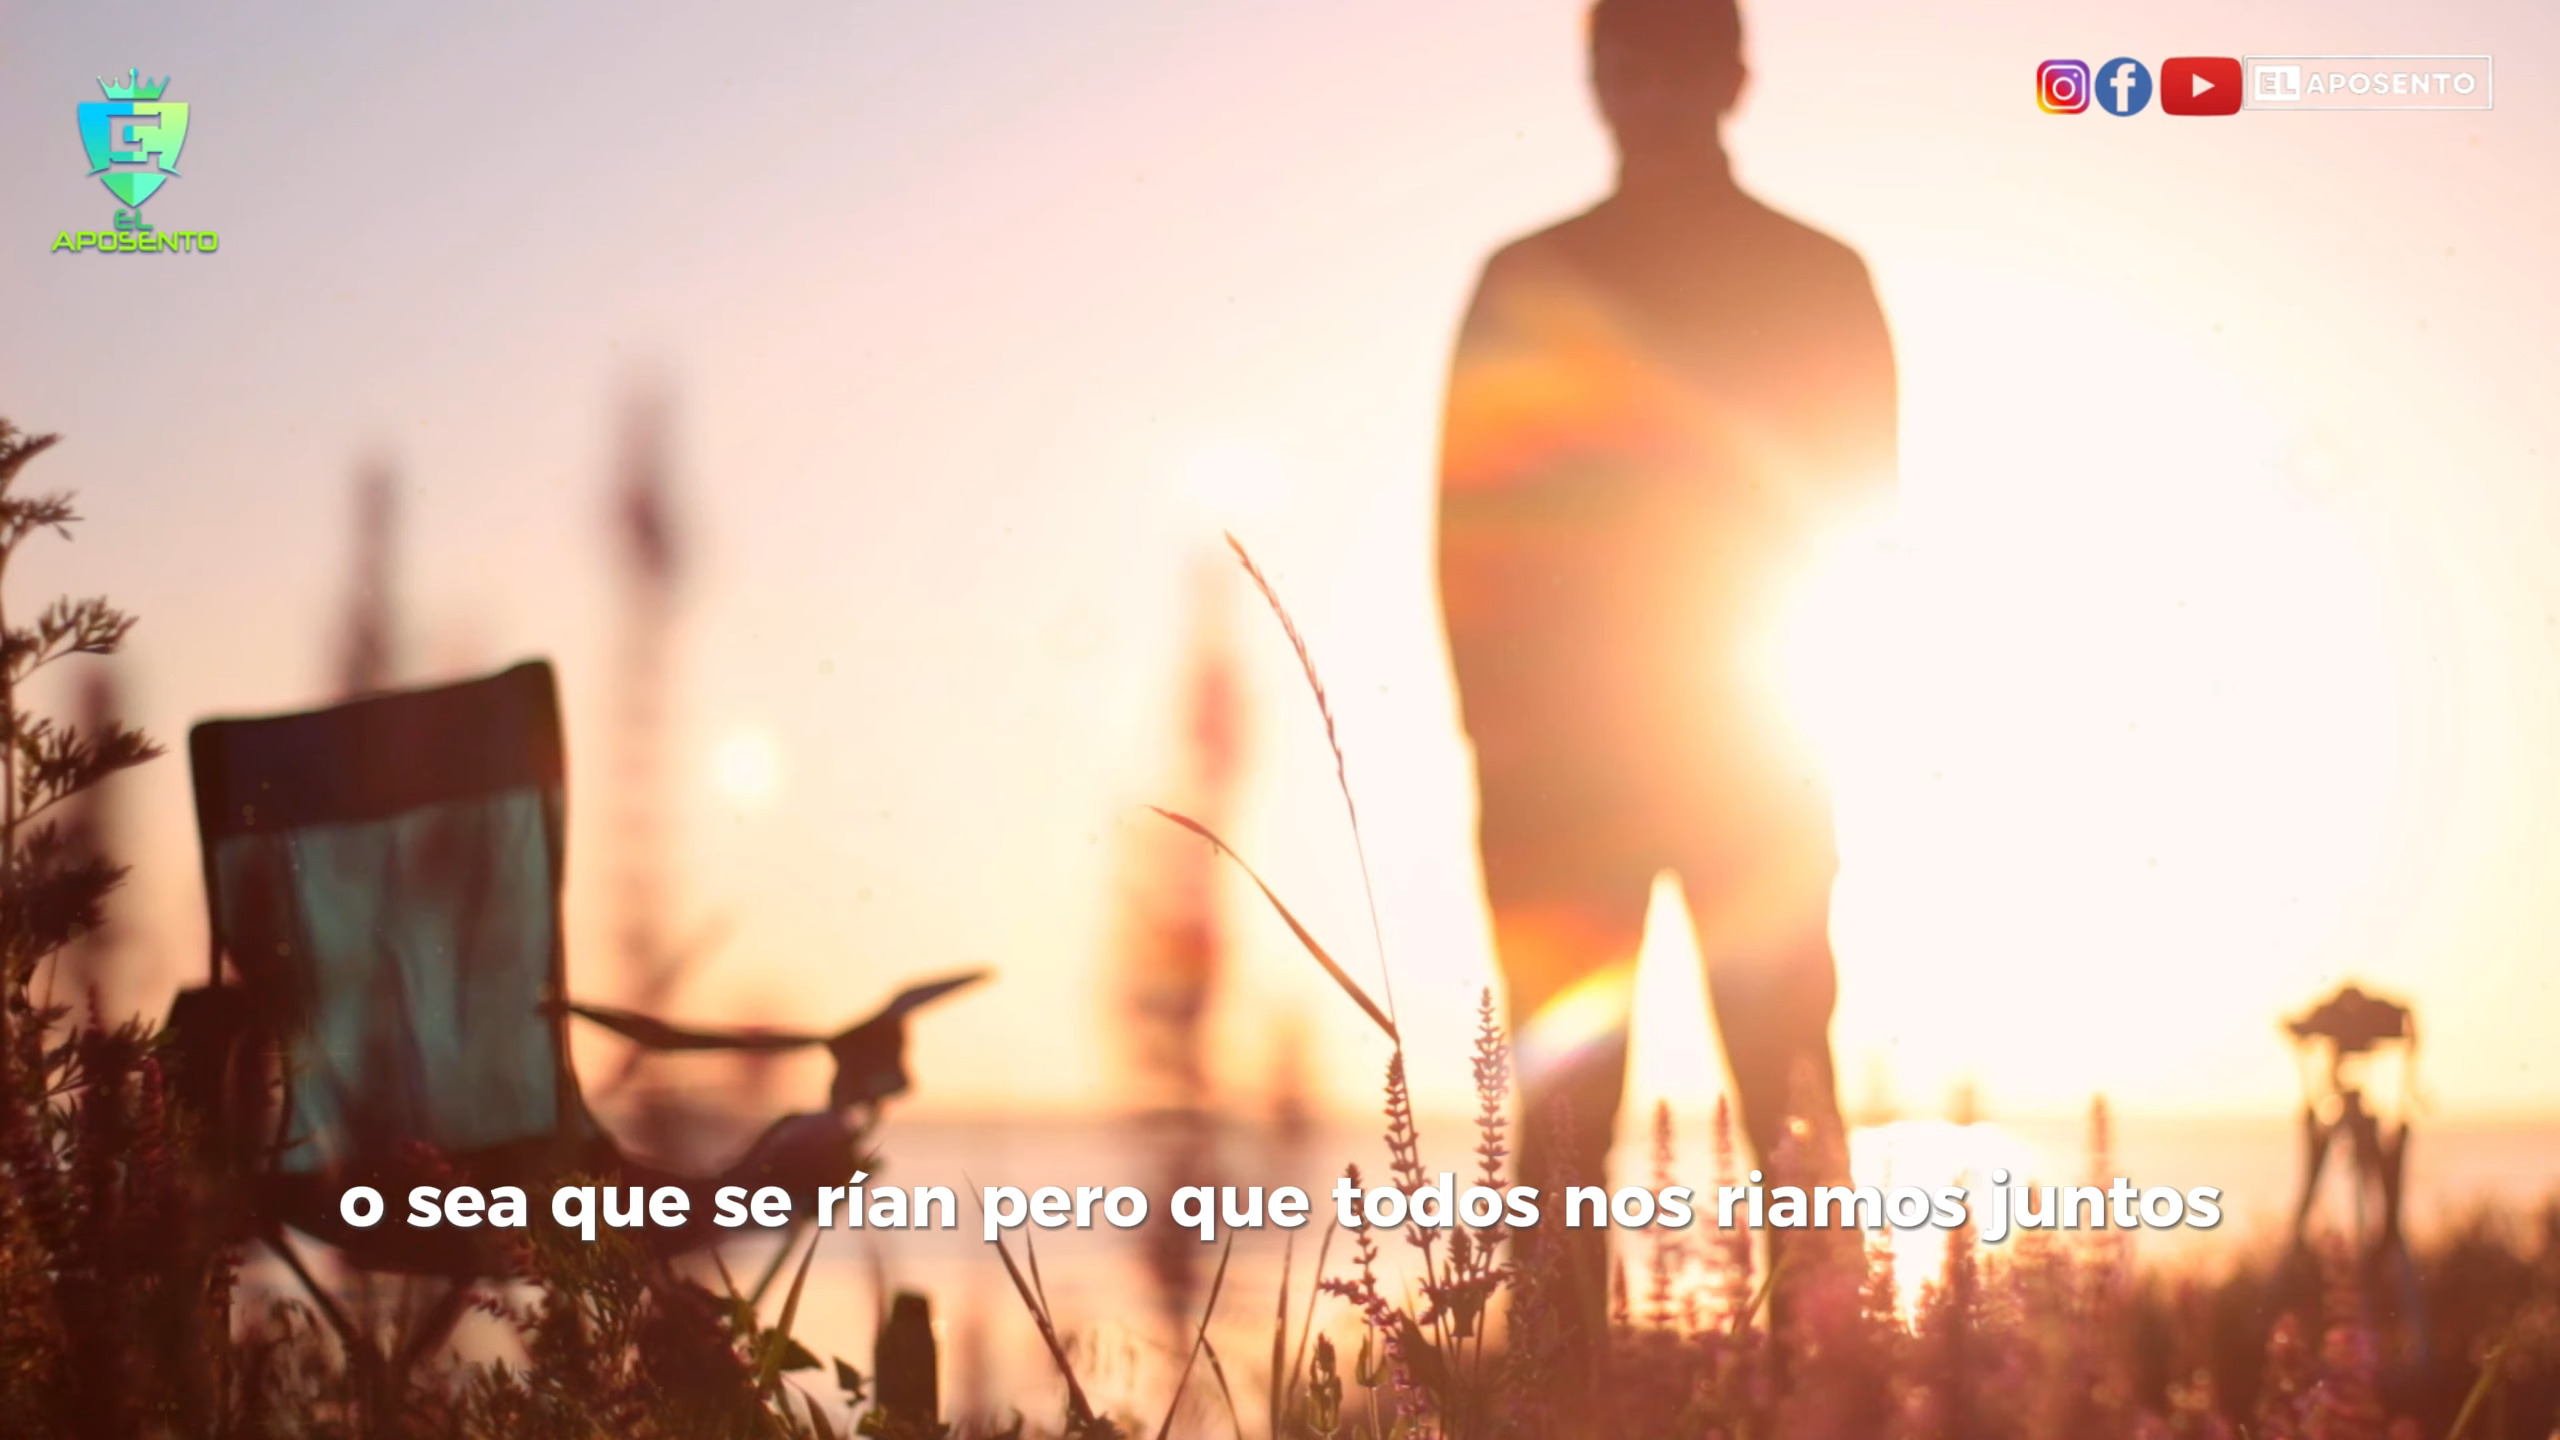 EL
APOSENTO
EL APOSENTO
o sea que se rían pero que todos nos riamos juntos